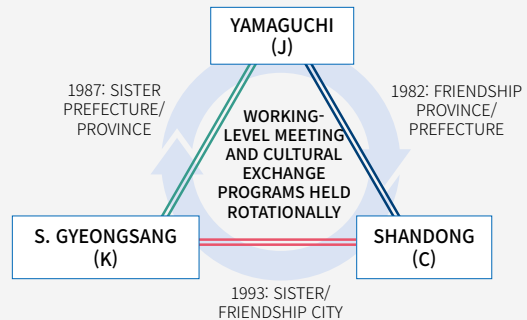 YAMAGUCHI
(J)
1987: SISTER
PREFECTURE/
PROVINCE
1982: FRIENDSHIP
PROVINCE/
PREFECTURE
WORKING-
LEVEL MEETING
AND CULTURAL
EXCHANGE
PROGRAMS HELD
ROTATIONALLY
S. GYEONGSANG
(K)
SHANDONG
(C)
1993: SISTER/
FRIENDSHIP CITY